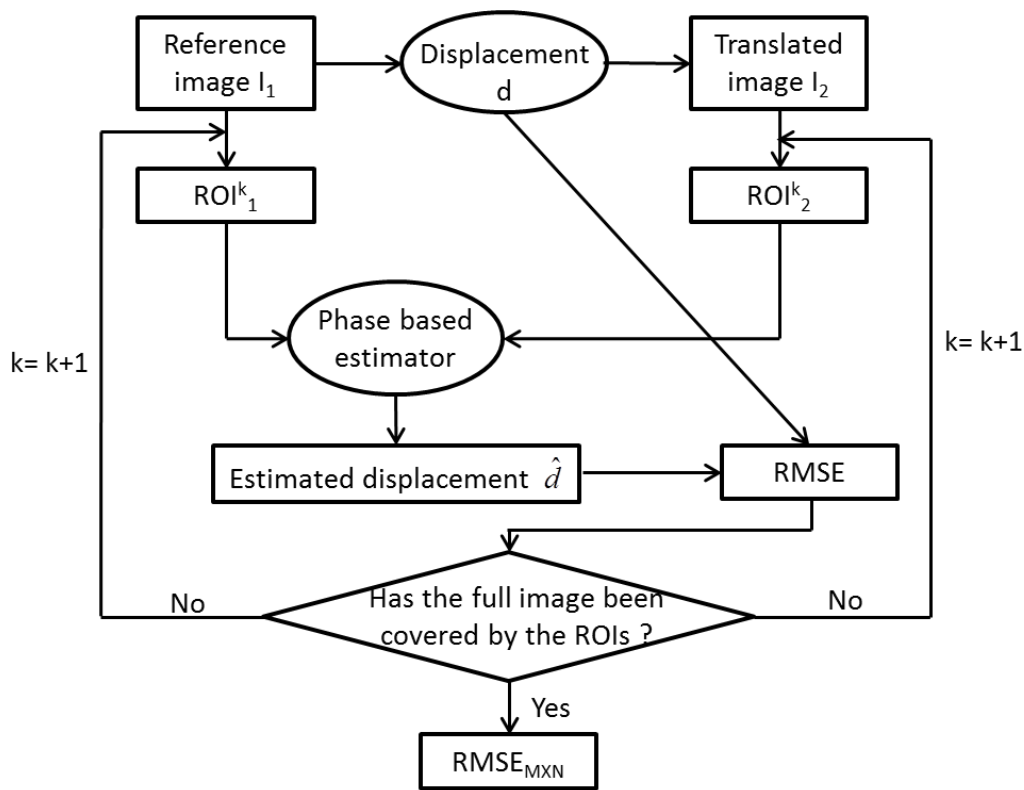 Reference
image I₁
Displacement
d
Translated
image I₂
ROIᵏ₁
ROIᵏ₂
Phase based
estimator
k= k+1
k= k+1
Estimated displacement d̂
RMSE
No
Has the full image been
covered by the ROIs ?
No
Yes
RMSE_MXN